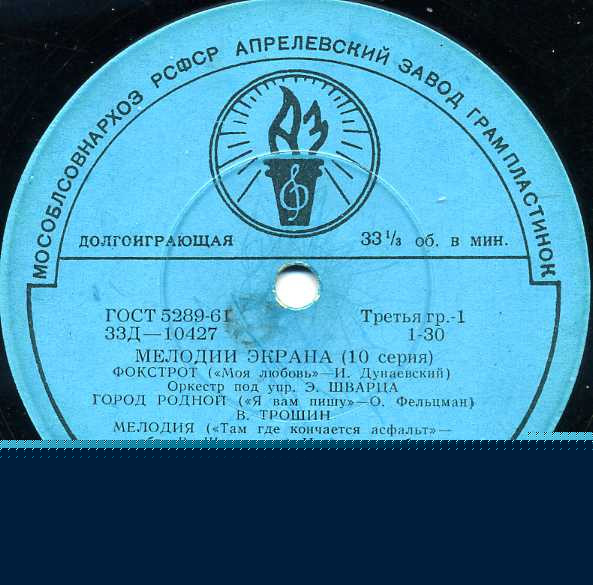 МОСОБЛСОВНАРХОЗ РСФСР АПРЕЛЕВСКИЙ ЗАВОД ГРАМПЛАСТИНОК
АЗ
ДОЛГОИГРАЮЩАЯ 33 1/3 об. в мин.
ГОСТ 5289-61 Третья гр.-1
33Д—10427 1-30
МЕЛОДИИ ЭКРАНА (10 серия)
ФОКСТРОТ («Моя любовь»—И. Дунаевский)
Оркестр под упр. Э. ШВАРЦА
ГОРОД РОДНОЙ («Я вам пишу»—О. Фельцман)
В. ТРОШИН
МЕЛОДИЯ («Там где кончается асфальт»—